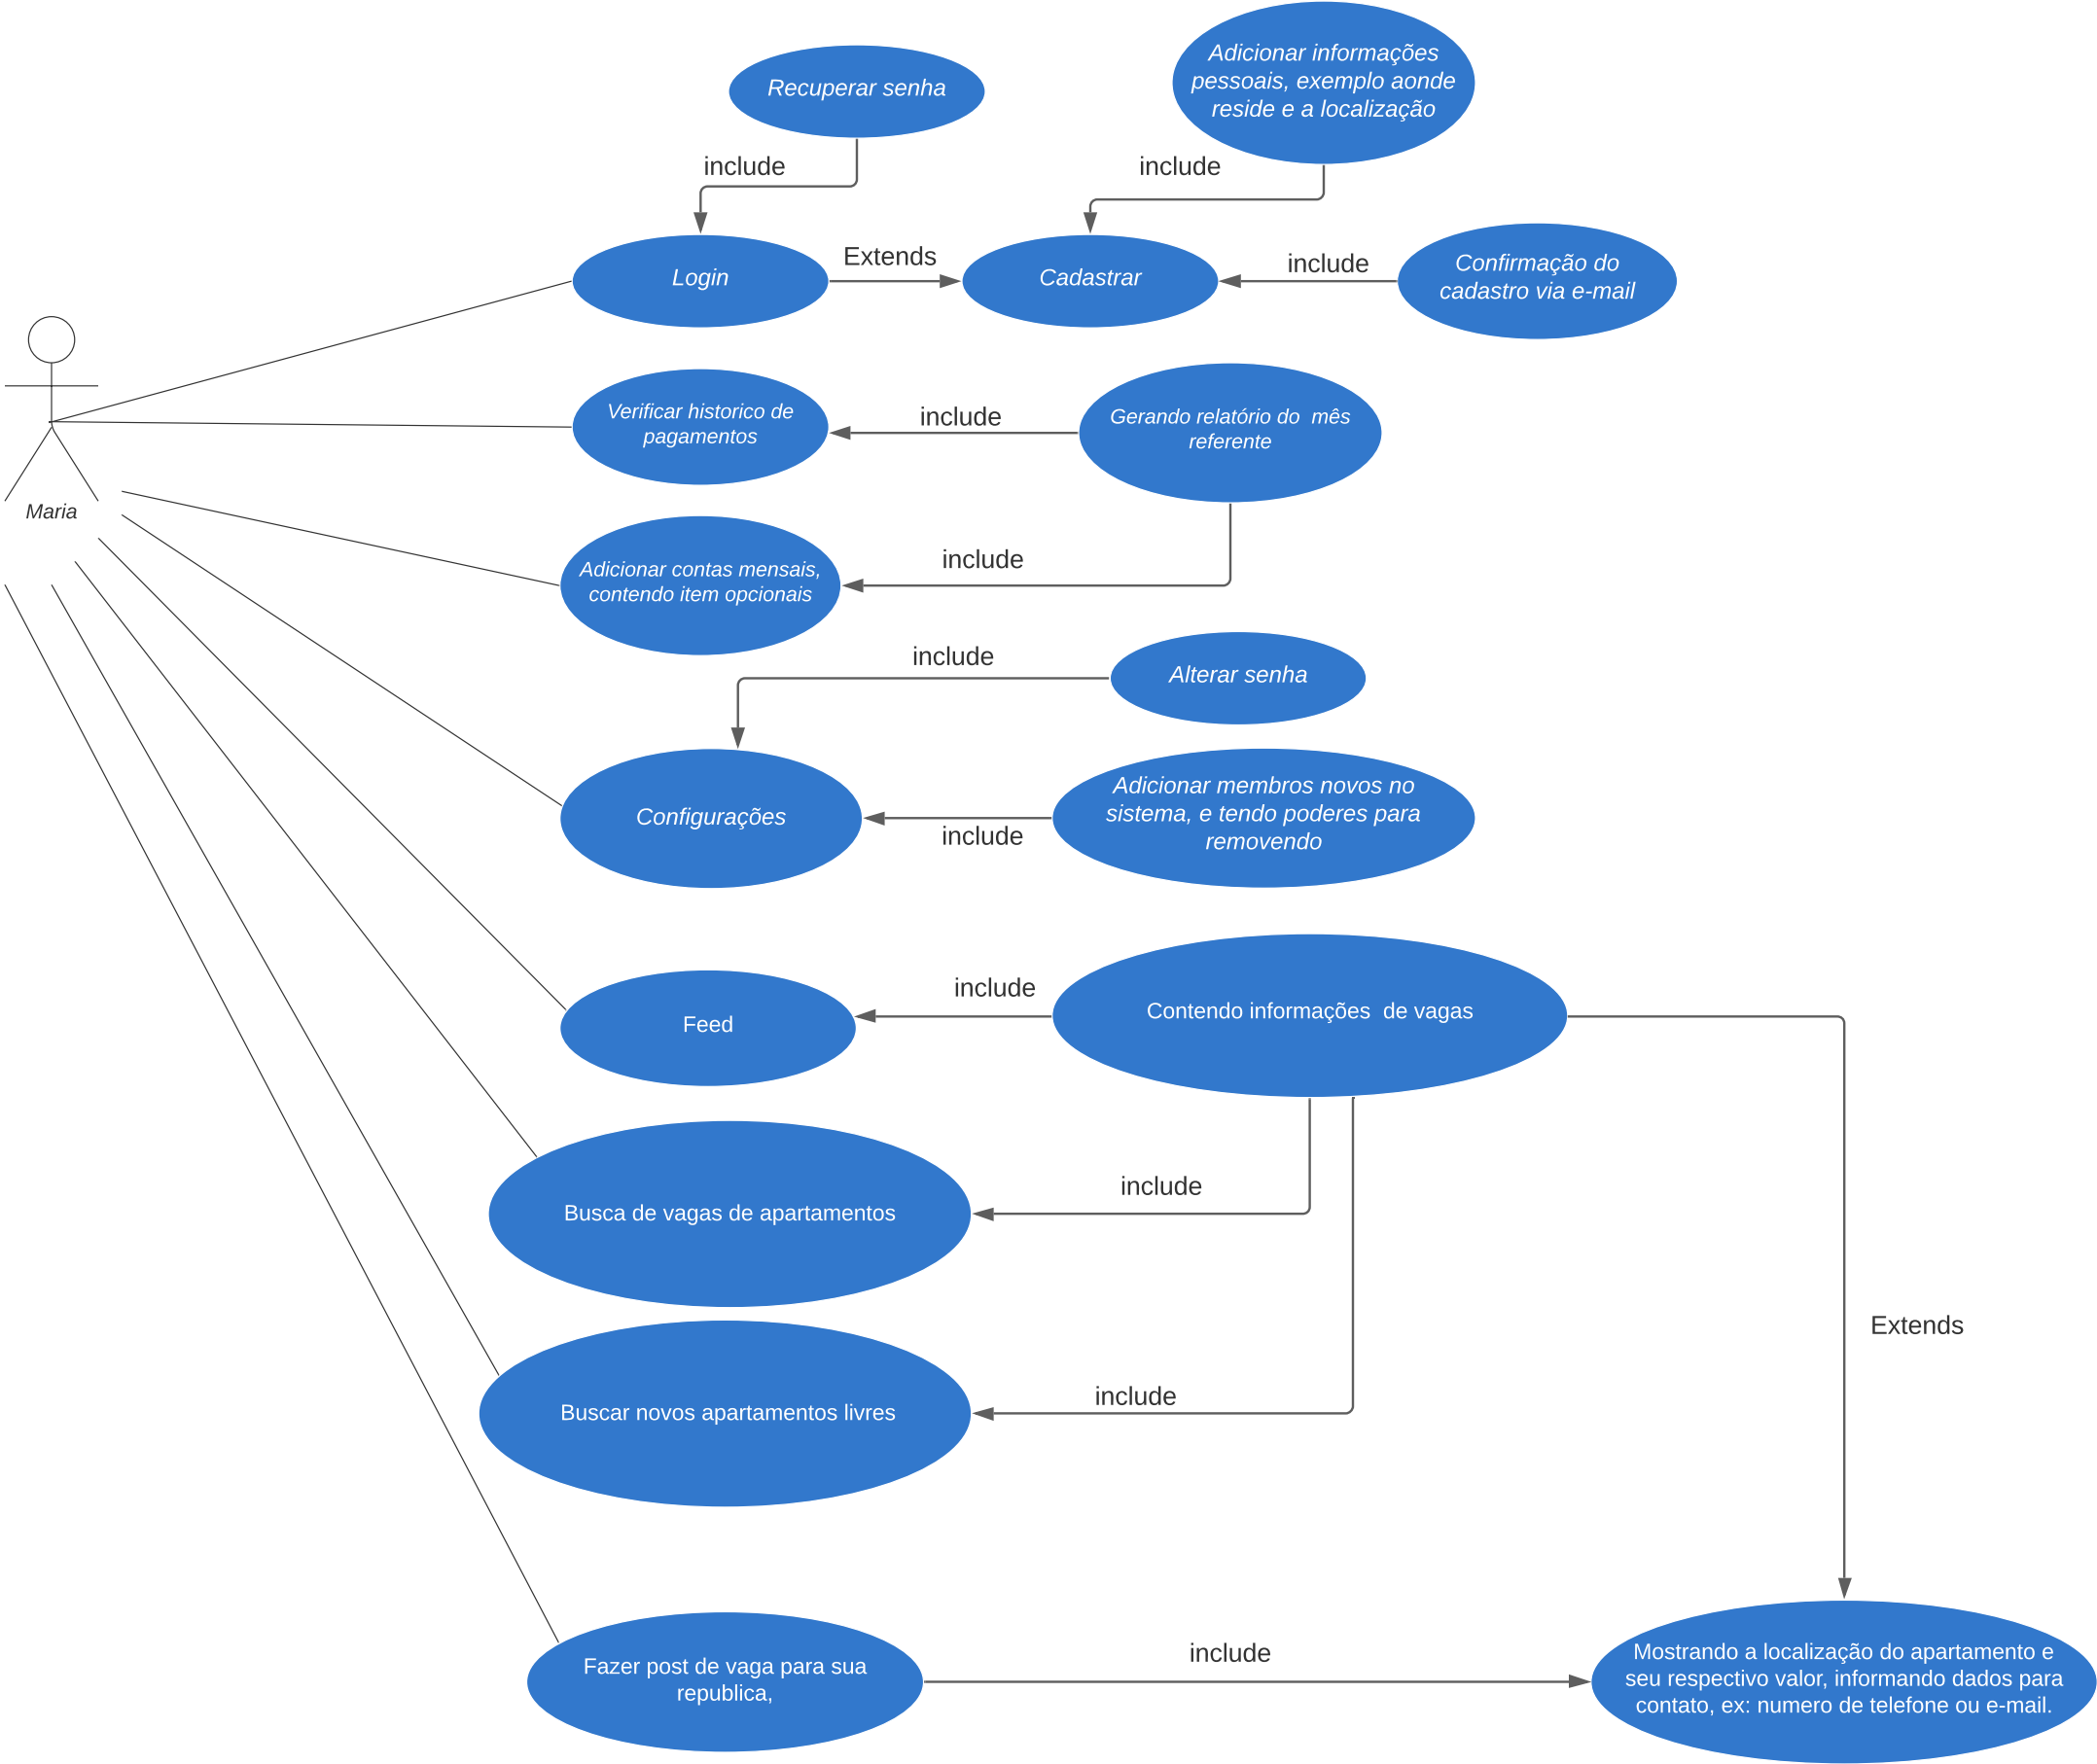 Adicionar informações
pessoais, exemplo aonde
reside e a localização
Recuperar senha
include
include
Login
Extends
Cadastrar
include
Confirmação do
cadastro via e-mail
Verificar historico de
pagamentos
include
Gerando relatório do  mês
referente
Maria
Adicionar contas mensais,
contendo item opcionais
include
include
Alterar senha
Configurações
include
Adicionar membros novos no
sistema, e tendo poderes para
removendo
Feed
include
Contendo informações  de vagas
Busca de vagas de apartamentos
include
Extends
Buscar novos apartamentos livres
include
Fazer post de vaga para sua
republica,
include
Mostrando a localização do apartamento e
seu respectivo valor, informando dados para
contato, ex: numero de telefone ou e-mail.